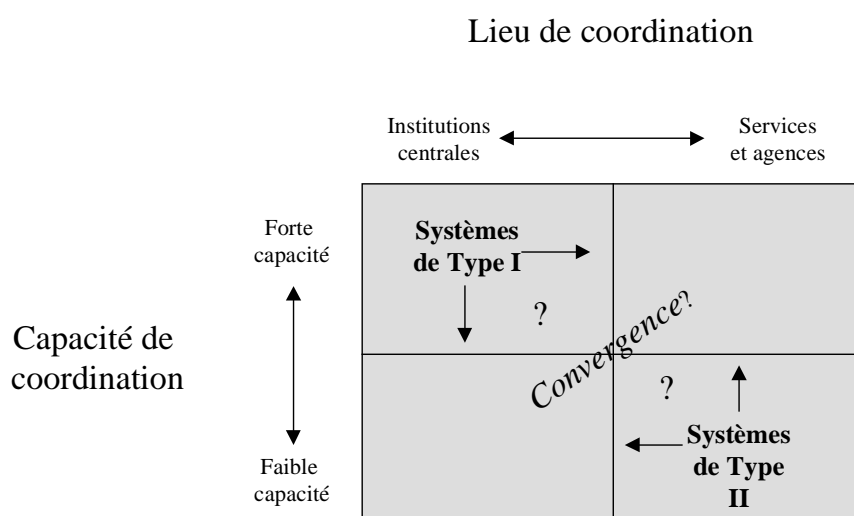 Lieu de coordination
Institutions
centrales
Services
et agences
Forte
capacité
Systèmes
de Type I
?
Convergence?
Capacité de
coordination
?
Faible
capacité
Systèmes
de Type
II